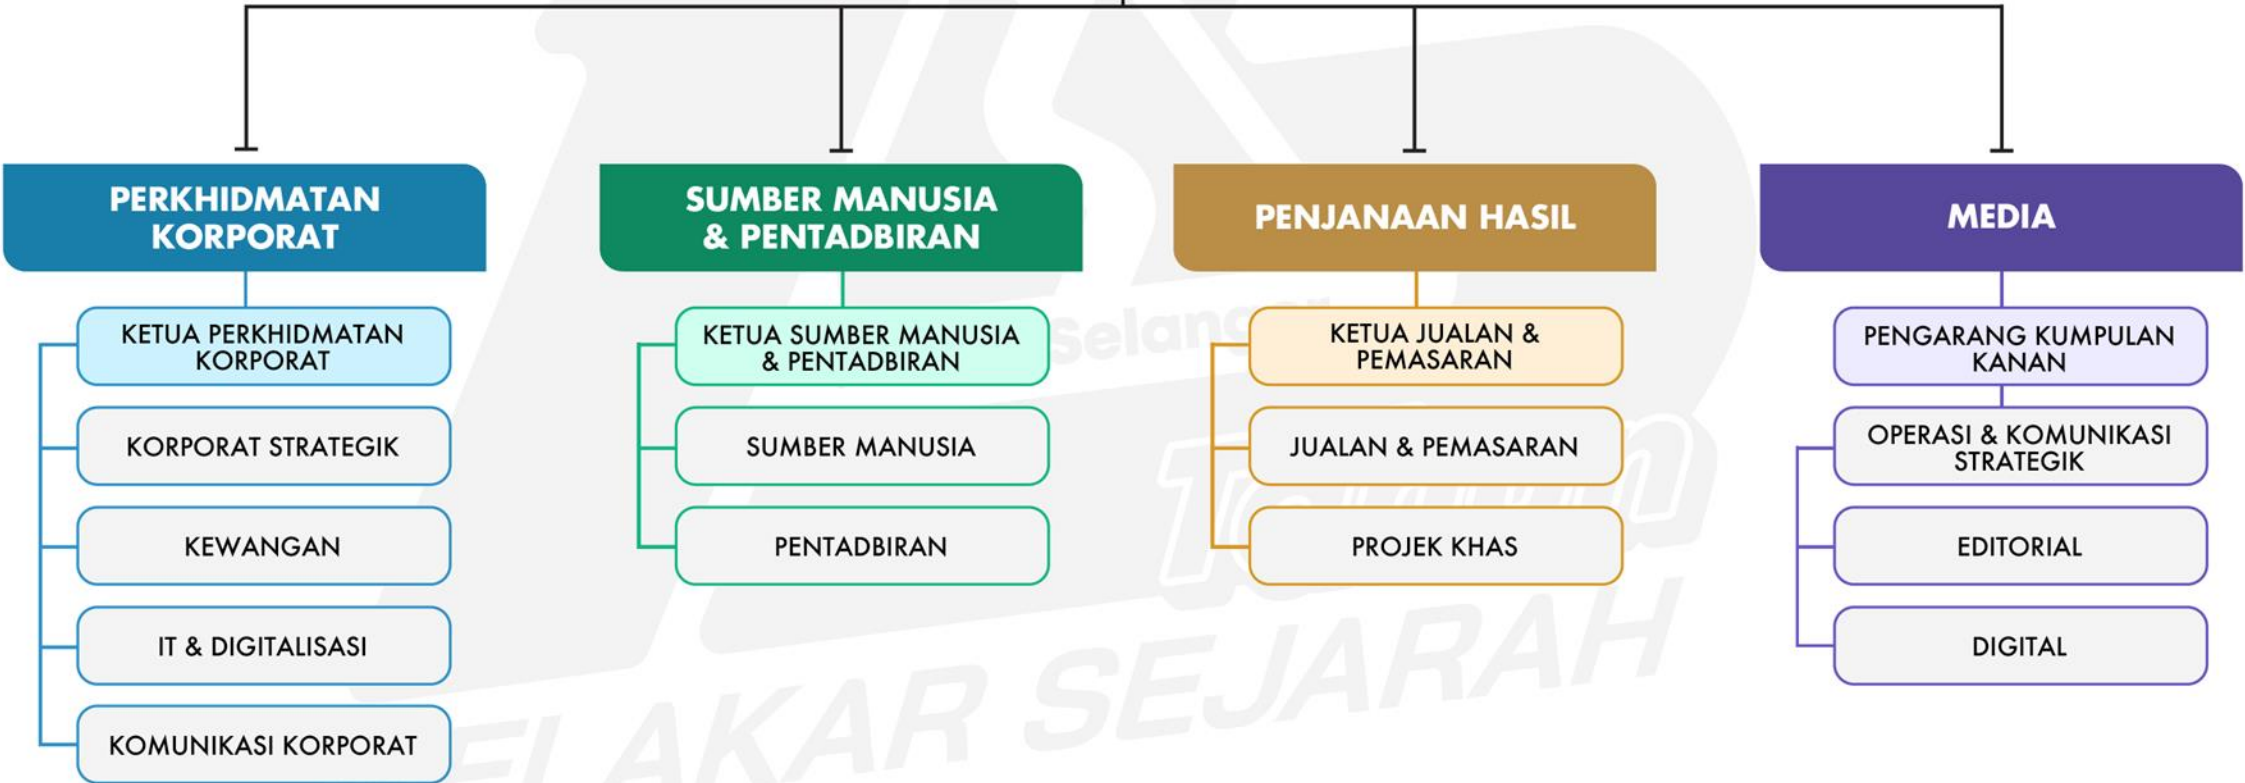 PERKHIDMATAN
KORPORAT
KETUA PERKHIDMATAN
KORPORAT
KORPORAT STRATEGIK
KEWANGAN
IT & DIGITALISASI
KOMUNIKASI KORPORAT
SUMBER MANUSIA
& PENTADBIRAN
KETUA SUMBER MANUSIA
& PENTADBIRAN
SUMBER MANUSIA
PENTADBIRAN
PENJANAAN HASIL
KETUA JUALAN &
PEMASARAN
JUALAN & PEMASARAN
PROJEK KHAS
MEDIA
PENGARANG KUMPULAN
KANAN
OPERASI & KOMUNIKASI
STRATEGIK
EDITORIAL
DIGITAL
Selangor
SEJARAH